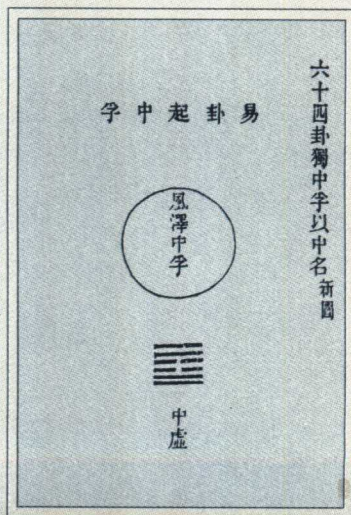 六十四卦獨中孚以中名新圖
易卦起中孚
風澤中孚
中虛